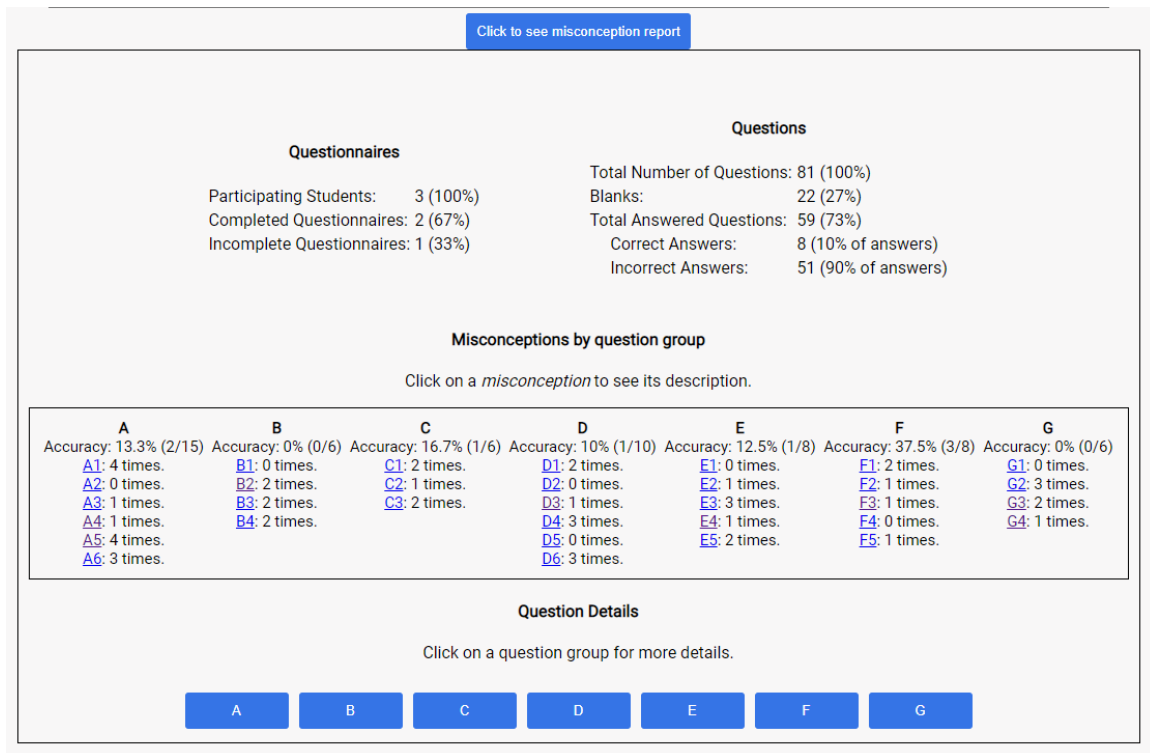 Click to see misconception report
Questions
Questionnaires
Total Number of Questions: 81 (100%)
Participating Students: 3 (100%)
Blanks: 22 (27%)
Completed Questionnaires: 2 (67%)
Total Answered Questions: 59 (73%)
Incomplete Questionnaires: 1 (33%)
Correct Answers: 8 (10% of answers)
Incorrect Answers: 51 (90% of answers)
Misconceptions by question group
Click on a misconception to see its description.
A B C D E F G
Accuracy: 13.3% (2/15) Accuracy: 0% (0/6) Accuracy: 16.7% (1/6) Accuracy: 10% (1/10) Accuracy: 12.5% (1/8) Accuracy: 37.5% (3/8) Accuracy: 0% (0/6)
A1: 4 times. B1: 0 times. C1: 2 times. D1: 2 times. E1: 0 times. F1: 2 times. G1: 0 times.
A2: 0 times. B2: 2 times. C2: 1 times. D2: 0 times. E2: 1 times. F2: 1 times. G2: 3 times.
A3: 1 times. B3: 2 times. C3: 2 times. D3: 1 times. E3: 3 times. F3: 1 times. G3: 2 times.
A4: 1 times. B4: 2 times. D4: 3 times. E4: 1 times. F4: 0 times. G4: 1 times.
A5: 4 times. D5: 0 times. E5: 2 times. F5: 1 times.
A6: 3 times. D6: 3 times.
Question Details
Click on a question group for more details.
A B C D E F G